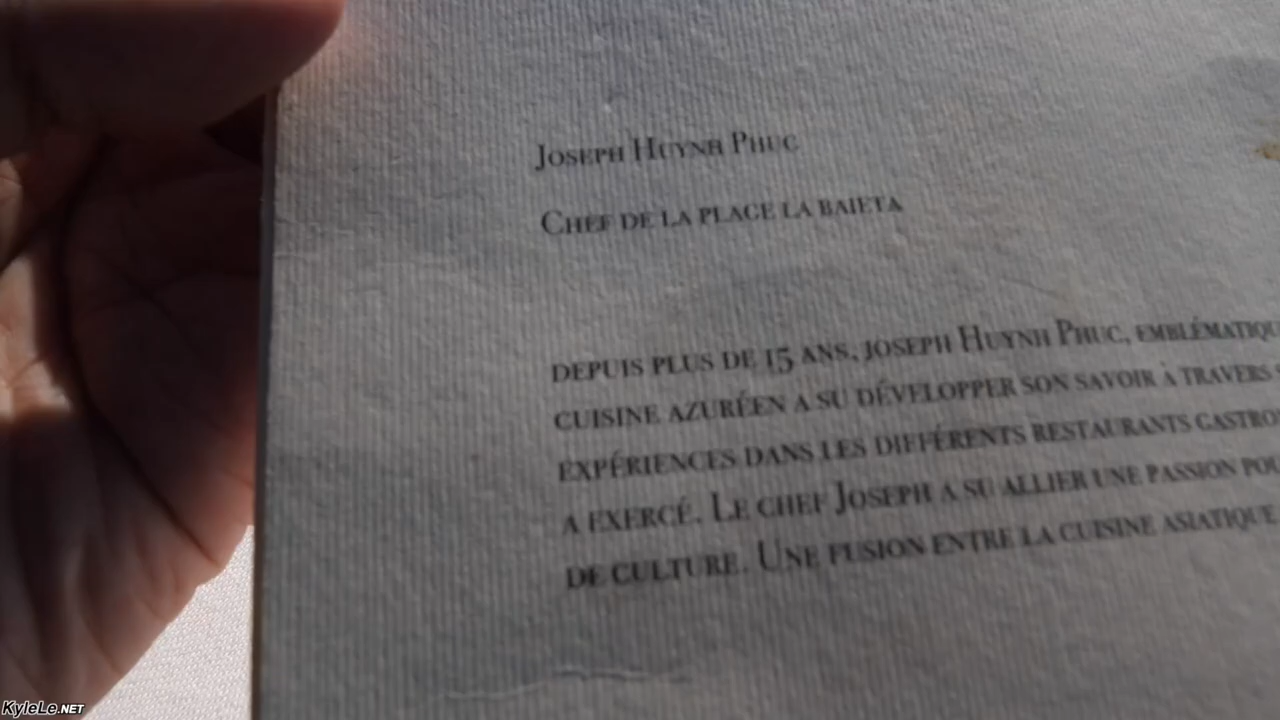 Joseph Huynh Phuc
Chef de la place la baieta
depuis plus de 15 ans, joseph Huynh Phuc, emblématiqu
cuisine azuréen a su développer son savoir à travers s
expériences dans les différents restaurants gastro
a exercé. Le chef Joseph a su allier une passion pou
de culture. Une fusion entre la cuisine asiatique
KyleLe.net